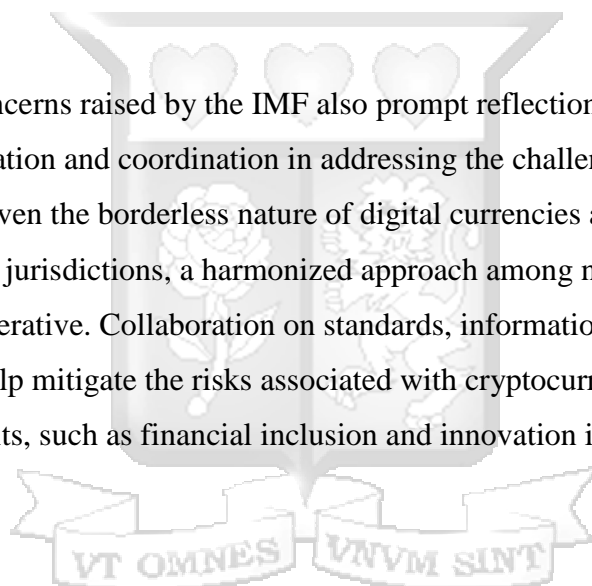 ncerns raised by the IMF also prompt reflection
ation and coordination in addressing the challen
ven the borderless nature of digital currencies a
jurisdictions, a harmonized approach among n
erative. Collaboration on standards, informatio
lp mitigate the risks associated with cryptocurr
ts, such as financial inclusion and innovation i
VT OMNES VNVM SINT